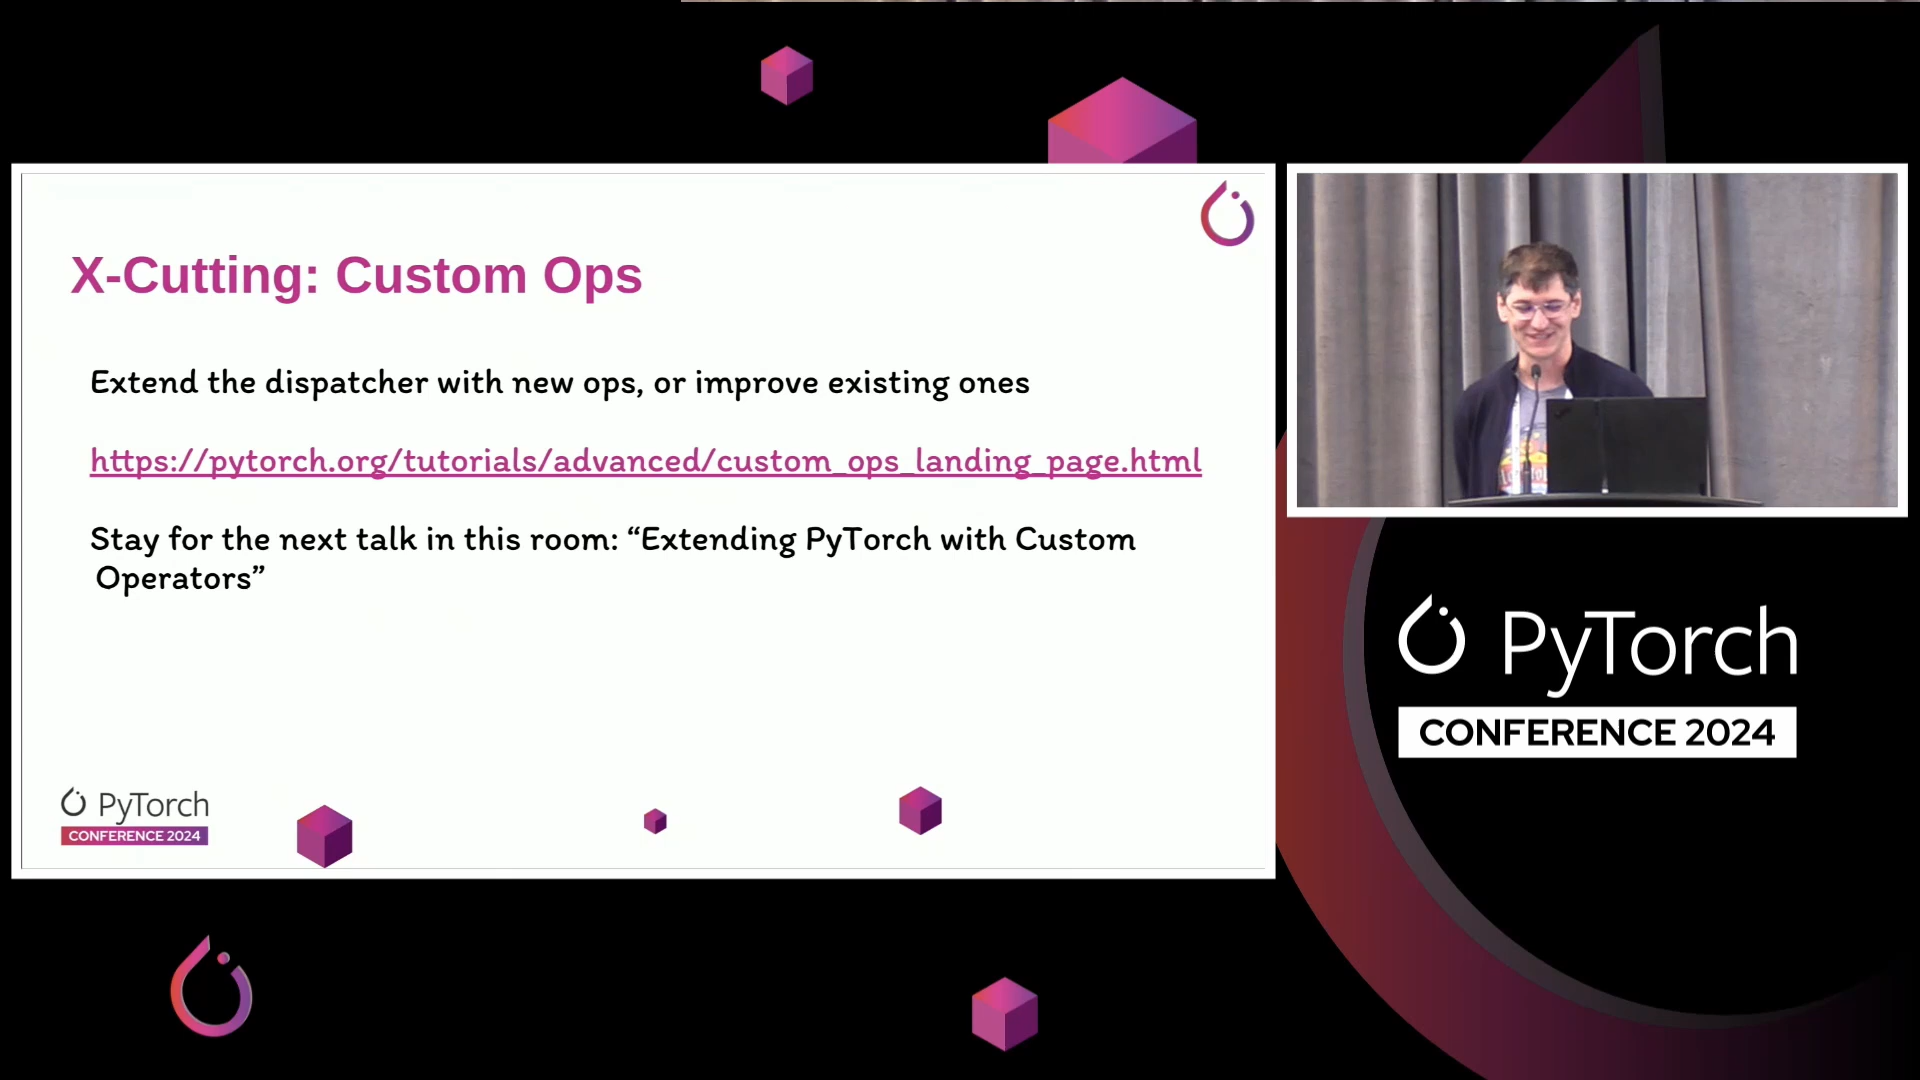 X-Cutting: Custom Ops
Extend the dispatcher with new ops, or improve existing ones
https://pytorch.org/tutorials/advanced/custom_ops_landing_page.html
Stay for the next talk in this room: “Extending PyTorch with Custom
Operators”
PyTorch
CONFERENCE 2024
PyTorch
CONFERENCE 2024